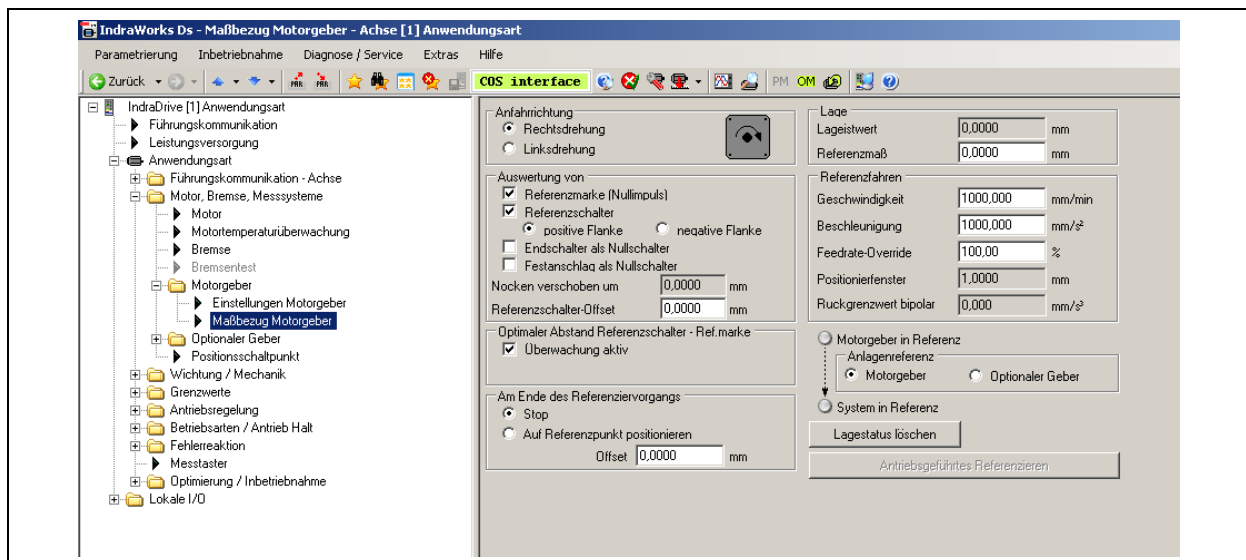 IndraWorks Ds - Maßbezug Motorgeber - Achse [1] Anwendungsart
Parametrierung Inbetriebnahme Diagnose / Service Extras Hilfe
Zurück PAR PAR COS interface PM OM
IndraDrive [1] Anwendungsart
Führungskommunikation
Leistungsversorgung
Anwendungsart
Führungskommunikation - Achse
Motor, Bremse, Messsysteme
Motor
Motortemperaturüberwachung
Bremse
Bremsentest
Motorgeber
Einstellungen Motorgeber
Maßbezug Motorgeber
Optionaler Geber
Positionsschaltpunkt
Wichtung / Mechanik
Grenzwerte
Antriebsregelung
Betriebsarten / Antrieb Halt
Fehlerreaktion
Messtaster
Optimierung / Inbetriebnahme
Lokale I/O
Anfahrrichtung
Rechtsdrehung
Linksdrehung
Auswertung von
Referenzmarke (Nullimpuls)
Referenzschalter
positive Flanke negative Flanke
Endschalter als Nullschalter
Festanschlag als Nullschalter
Nocken verschoben um 0,0000 mm
Referenzschalter-Offset 0,0000 mm
Optimaler Abstand Referenzschalter - Ref.marke
Überwachung aktiv
Am Ende des Referenziervorgangs
Stop
Auf Referenzpunkt positionieren
Offset 0,0000 mm
Lage
Lageistwert 0,0000 mm
Referenzmaß 0,0000 mm
Referenzfahren
Geschwindigkeit 1000,000 mm/min
Beschleunigung 1000,000 mm/s²
Feedrate-Override 100,00 %
Positionierfenster 1,0000 mm
Ruckgrenzwert bipolar 0,000 mm/s³
Motorgeber in Referenz
Anlagenreferenz
Motorgeber Optionaler Geber
System in Referenz
Lagestatus löschen
Antriebsgeführtes Referenzieren